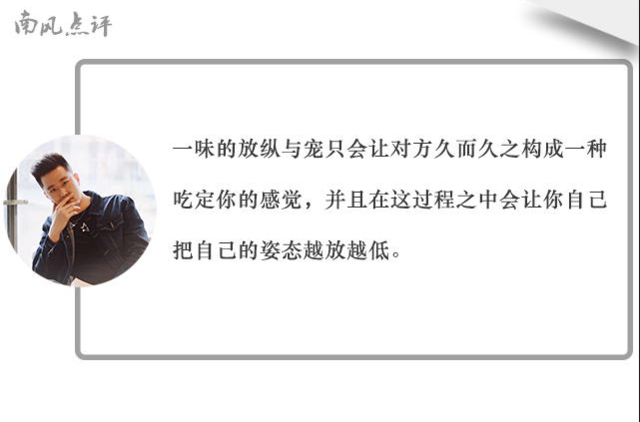 南风点评
一味的放纵与宠只会让对方久而久之构成一种
吃定你的感觉，并且在这过程之中会让你自己
把自己的姿态越放越低。